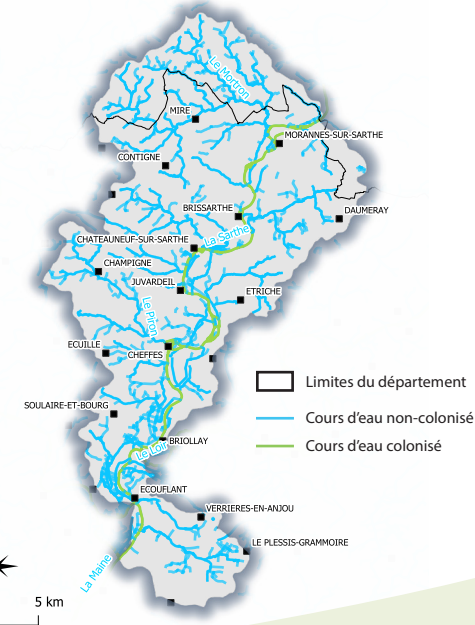 Le Mortron
MIRE
MORANNES-SUR-SARTHE
CONTIGNE
BRISSARTHE
DAUMERAY
La Sarthe
CHATEAUNEUF-SUR-SARTHE
CHAMPIGNE
JUVARDEIL
ETRICHE
Le Piron
ECUILLE
CHEFFES
Limites du département
SOULAIRE-ET-BOURG
Cours d'eau non-colonisé
BRIOLLAY
Cours d'eau colonisé
Le Loir
ECOUFLANT
VERRIERES-EN-ANJOU
LE PLESSIS-GRAMMOIRE
La Maine
5 km